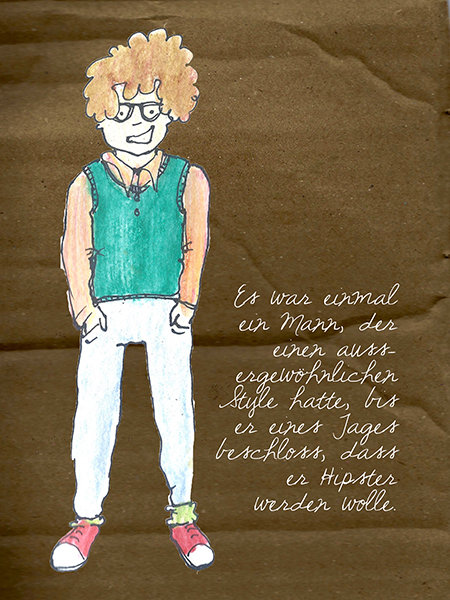 Es war einmal
ein Mann, der
einen auss-
ergewöhnlichen
Style hatte, bis
er eines Tages
beschloss, dass
er Hipster
werden wolle.